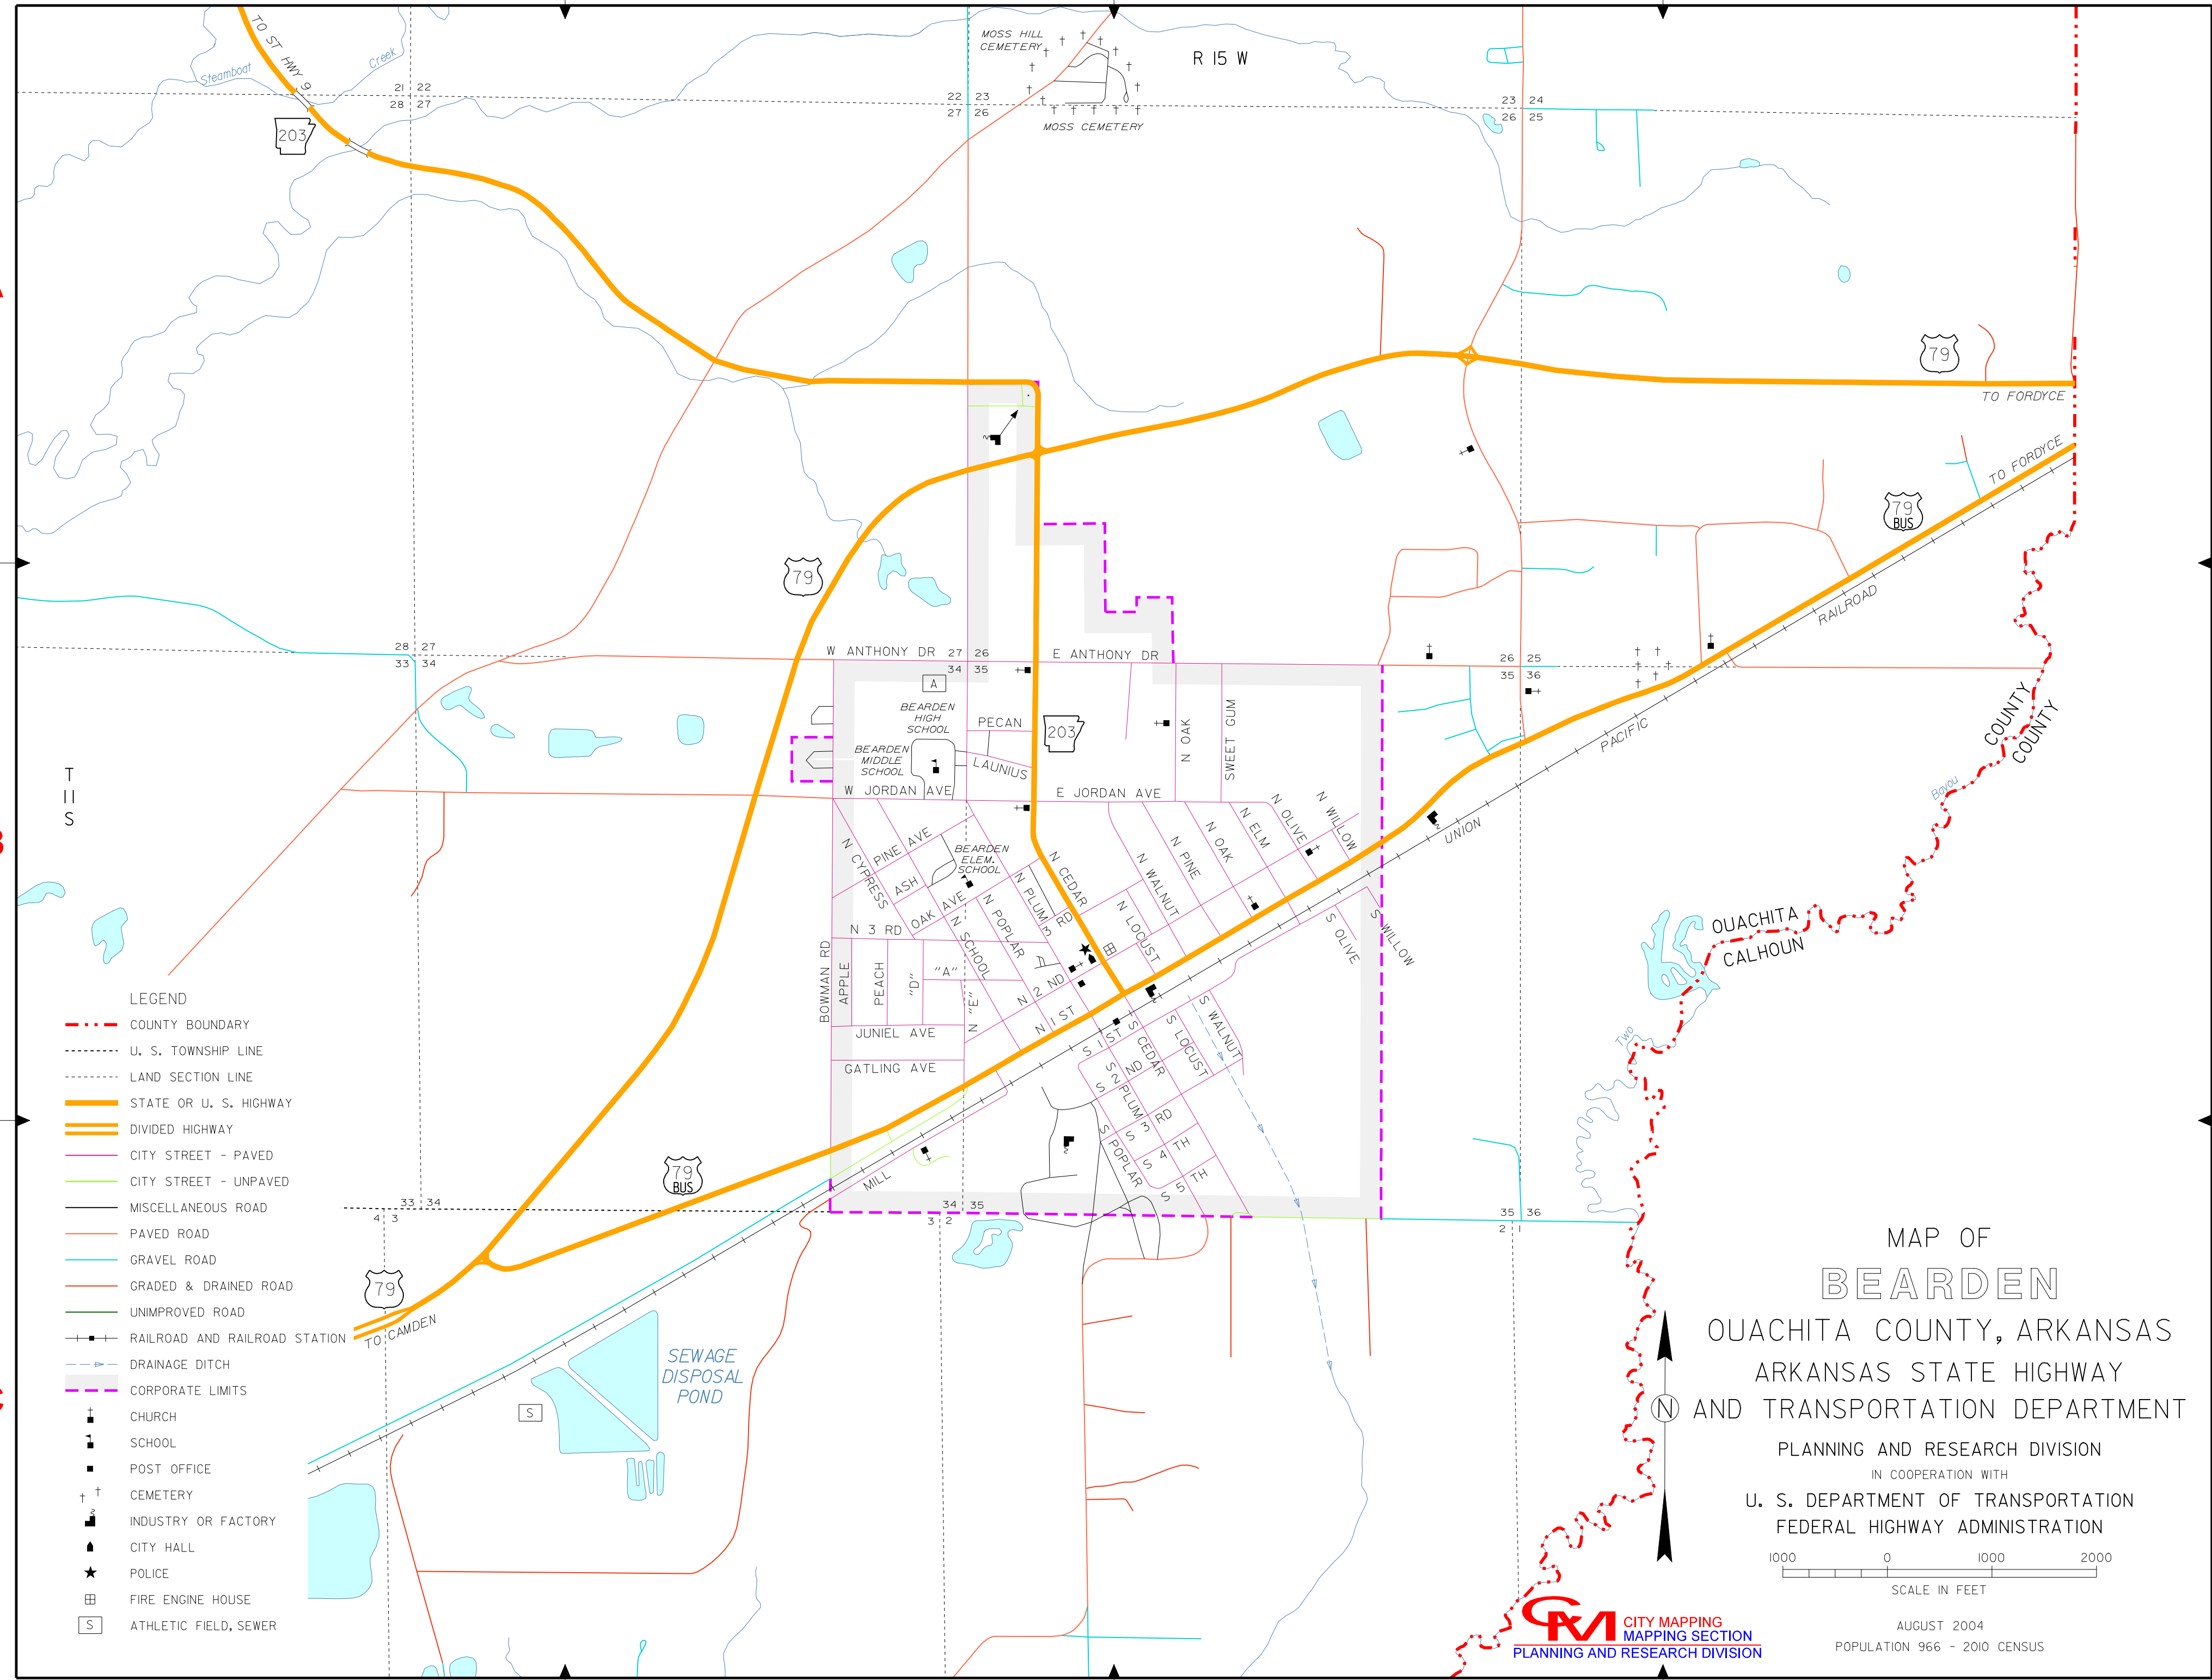 TO ST HWY 9
Steamboat
Creek
203
21 22
28 27
22 23
27 26
MOSS HILL
CEMETERY
MOSS CEMETERY
R 15 W
23 24
26 25
A
79
TO FORDYCE
TO FORDYCE
79
BUS
79
RAILROAD
28 27
33 34
W ANTHONY DR
27 26
34 35
E ANTHONY DR
26 25
35 36
A
BEARDEN
HIGH
SCHOOL
PECAN
203
N OAK
SWEET GUM
PACIFIC
COUNTY
COUNTY
BEARDEN
MIDDLE
SCHOOL
LAUNIUS
T
11
S
W JORDAN AVE
E JORDAN AVE
Bayou
B
UNION
N CYPRESS
PINE AVE
ASH
BEARDEN
ELEM.
SCHOOL
N CEDAR
N WALNUT
N PINE
N OAK
N ELM
N OLIVE
N WILLOW
OAK AVE
N PLUM
N POPLAR
3 RD
N LOCUST
N 3 RD
N SCHOOL
S OLIVE
S WILLOW
OUACHITA
CALHOUN
BOWMAN RD
APPLE
PEACH
"D"
"A"
N "E"
N 2 ND
N 1 ST
JUNIEL AVE
GATLING AVE
S 1 ST
S CEDAR
S LOCUST
S WALNUT
S 2 ND
S PLUM
S 3 RD
S 4 TH
S POPLAR
S 5 TH
Two
79
BUS
MILL
33 34
4 3
34 35
3 2
35 36
2 1
79
TO CAMDEN
SEWAGE
DISPOSAL
POND
S
C
LEGEND
COUNTY BOUNDARY
U. S. TOWNSHIP LINE
LAND SECTION LINE
STATE OR U. S. HIGHWAY
DIVIDED HIGHWAY
CITY STREET - PAVED
CITY STREET - UNPAVED
MISCELLANEOUS ROAD
PAVED ROAD
GRAVEL ROAD
GRADED & DRAINED ROAD
UNIMPROVED ROAD
RAILROAD AND RAILROAD STATION
DRAINAGE DITCH
CORPORATE LIMITS
CHURCH
SCHOOL
POST OFFICE
CEMETERY
INDUSTRY OR FACTORY
CITY HALL
POLICE
FIRE ENGINE HOUSE
S ATHLETIC FIELD, SEWER
MAP OF
BEARDEN
OUACHITA COUNTY, ARKANSAS
ARKANSAS STATE HIGHWAY
N AND TRANSPORTATION DEPARTMENT
PLANNING AND RESEARCH DIVISION
IN COOPERATION WITH
U. S. DEPARTMENT OF TRANSPORTATION
FEDERAL HIGHWAY ADMINISTRATION
1000 0 1000 2000
SCALE IN FEET
AUGUST 2004
POPULATION 966 - 2010 CENSUS
CM
CITY MAPPING
MAPPING SECTION
PLANNING AND RESEARCH DIVISION